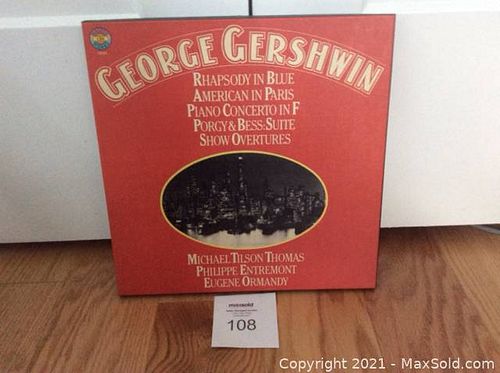 GEORGE GERSHWIN
RHAPSODY IN BLUE
AMERICAN IN PARIS
PIANO CONCERTO IN F
PORGY & BESS: SUITE
SHOW OVERTURES
MICHAEL TILSON THOMAS
PHILIPPE ENTREMONT
EUGENE ORMANDY
maxsold
108
Copyright © 2021 - MaxSold.com